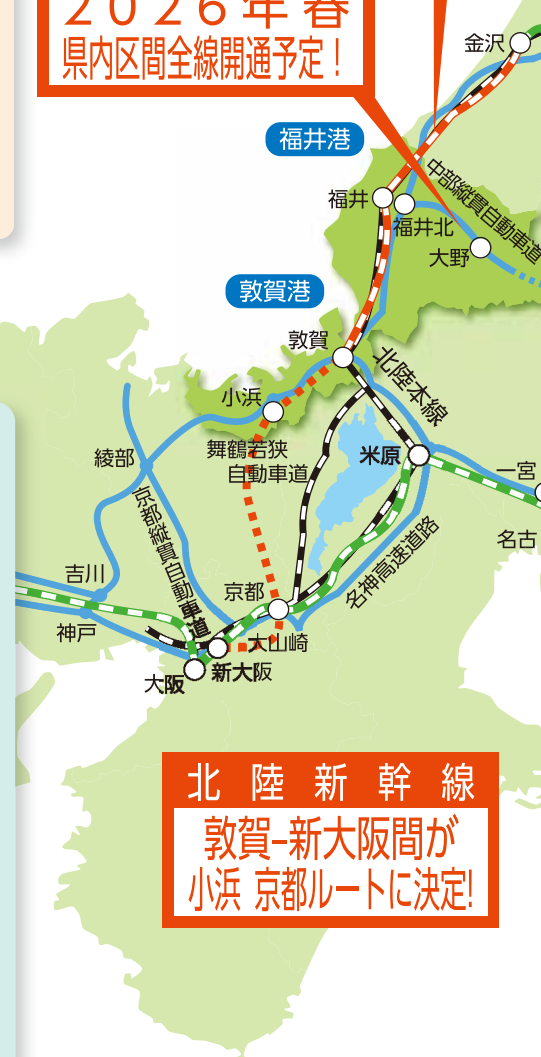 2026年春
県内区間全線開通予定！
金沢
福井港
中部縦貫自動車道
福井
福井北
大野
敦賀港
敦賀
北陸本線
小浜
舞鶴若狭
自動車道
米原
綾部
一宮
京都縦貫自動車道
名古
名神高速道路
吉川
京都
神戸
大山崎
新大阪
大阪
北陸新幹線
敦賀–新大阪間が
小浜 京都ルートに決定!